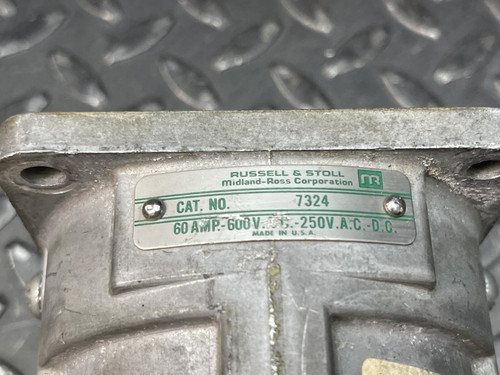 RUSSELL & STOLL
Midland-Ross Corporation
CAT. NO. 7324
60 AMP.-600V. .-250V.A.C.-D.C.
MADE IN U.S.A.